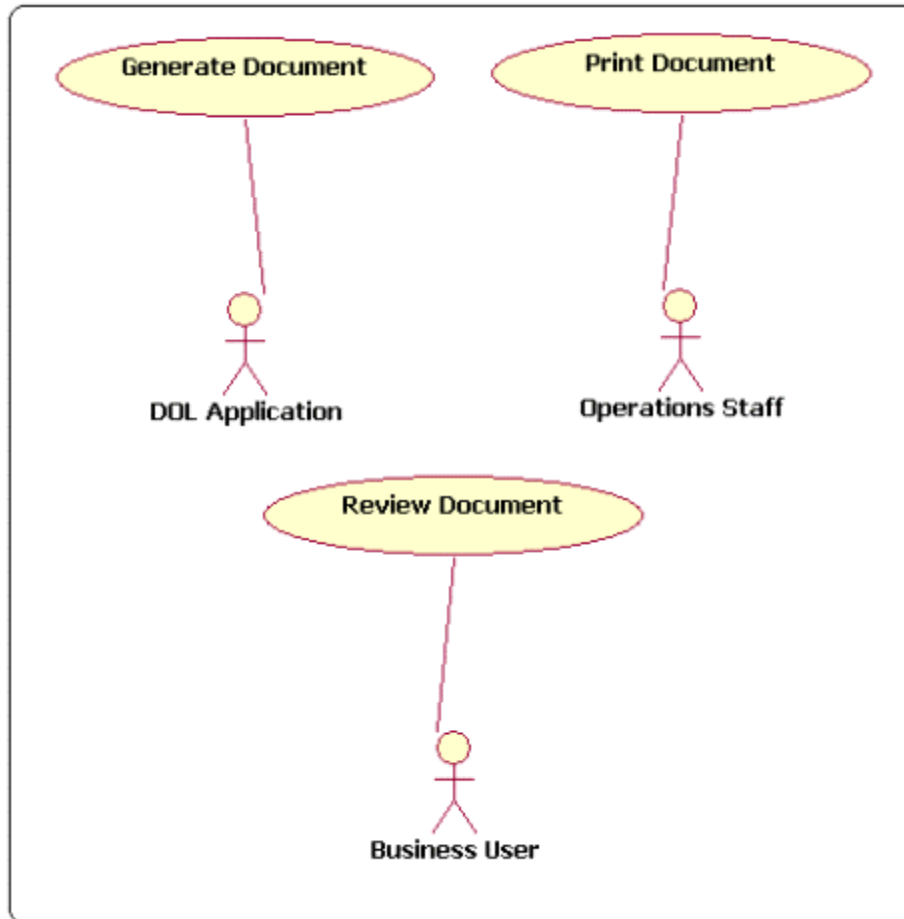 Generate Document
Print Document
DOL Application
Operations Staff
Review Document
Business User